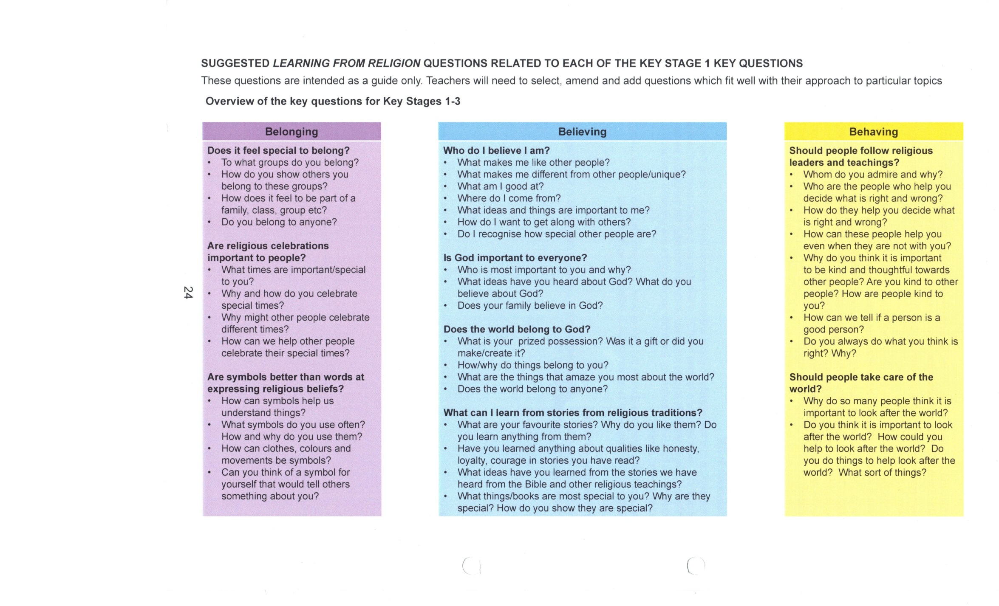 SUGGESTED LEARNING FROM RELIGION QUESTIONS RELATED TO EACH OF THE KEY STAGE 1 KEY QUESTIONS
These questions are intended as a guide only. Teachers will need to select, amend and add questions which fit well with their approach to particular topics
Overview of the key questions for Key Stages 1-3
Belonging
Does it feel special to belong?
• To what groups do you belong?
• How do you show others you
belong to these groups?
• How does it feel to be part of a
family, class, group etc?
• Do you belong to anyone?
Are religious celebrations
important to people?
• What times are important/special
to you?
• Why and how do you celebrate
special times?
• Why might other people celebrate
different times?
• How can we help other people
celebrate their special times?
Are symbols better than words at
expressing religious beliefs?
• How can symbols help us
understand things?
• What symbols do you use often?
How and why do you use them?
• How can clothes, colours and
movements be symbols?
• Can you think of a symbol for
yourself that would tell others
something about you?
Believing
Who do I believe I am?
• What makes me like other people?
• What makes me different from other people/unique?
• What am I good at?
• Where do I come from?
• What ideas and things are important to me?
• How do I want to get along with others?
• Do I recognise how special other people are?
Is God important to everyone?
• Who is most important to you and why?
• What ideas have you heard about God? What do you
believe about God?
• Does your family believe in God?
Does the world belong to God?
• What is your prized possession? Was it a gift or did you
make/create it?
• How/why do things belong to you?
• What are the things that amaze you most about the world?
• Does the world belong to anyone?
What can I learn from stories from religious traditions?
• What are your favourite stories? Why do you like them? Do
you learn anything from them?
• Have you learned anything about qualities like honesty,
loyalty, courage in stories you have read?
• What ideas have you learned from the stories we have
heard from the Bible and other religious teachings?
• What things/books are most special to you? Why are they
special? How do you show they are special?
Behaving
Should people follow religious
leaders and teachings?
• Whom do you admire and why?
• Who are the people who help you
decide what is right and wrong?
• How do they help you decide what
is right and wrong?
• How can these people help you
even when they are not with you?
• Why do you think it is important
to be kind and thoughtful towards
other people? Are you kind to other
people? How are people kind to
you?
• How can we tell if a person is a
good person?
• Do you always do what you think is
right? Why?
Should people take care of the
world?
• Why do so many people think it is
important to look after the world?
• Do you think it is important to look
after the world? How could you
help to look after the world? Do
you do things to help look after the
world? What sort of things?
24